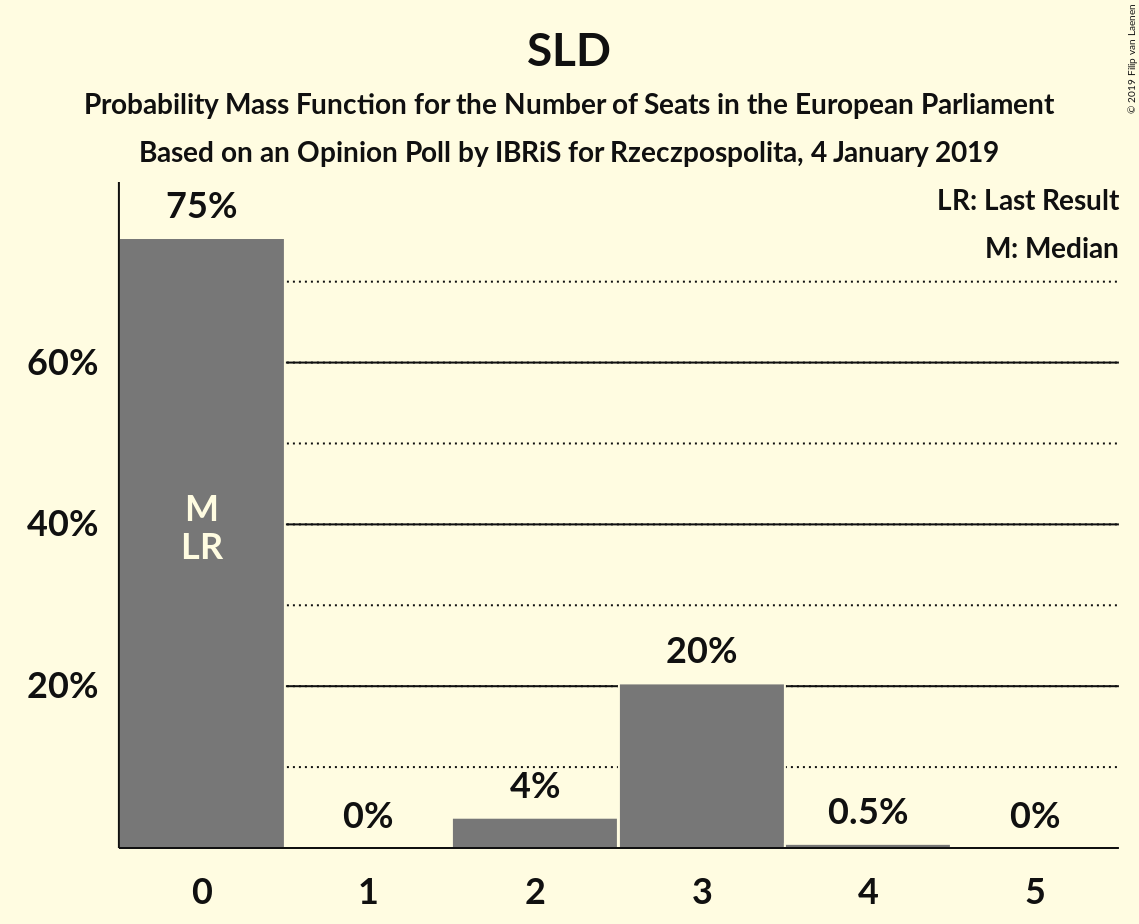 SLD
Probability Mass Function for the Number of Seats in the European Parliament
Based on an Opinion Poll by IBRiS for Rzeczpospolita, 4 January 2019
© 2019 Filip van Laenen
LR: Last Result
M: Median
75%
60%
40%
20%
M
LR
0%
4%
20%
0.5%
0%
0
1
2
3
4
5